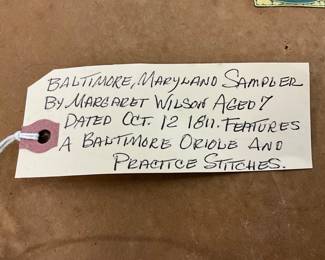 BALTIMORE, MARYLAND SAMPLER
BY MARGARET WILSON AGED 7
DATED OCT. 12 1811. FEATURES
A BALTIMORE ORIOLE AND
PRACTICE STITCHES.